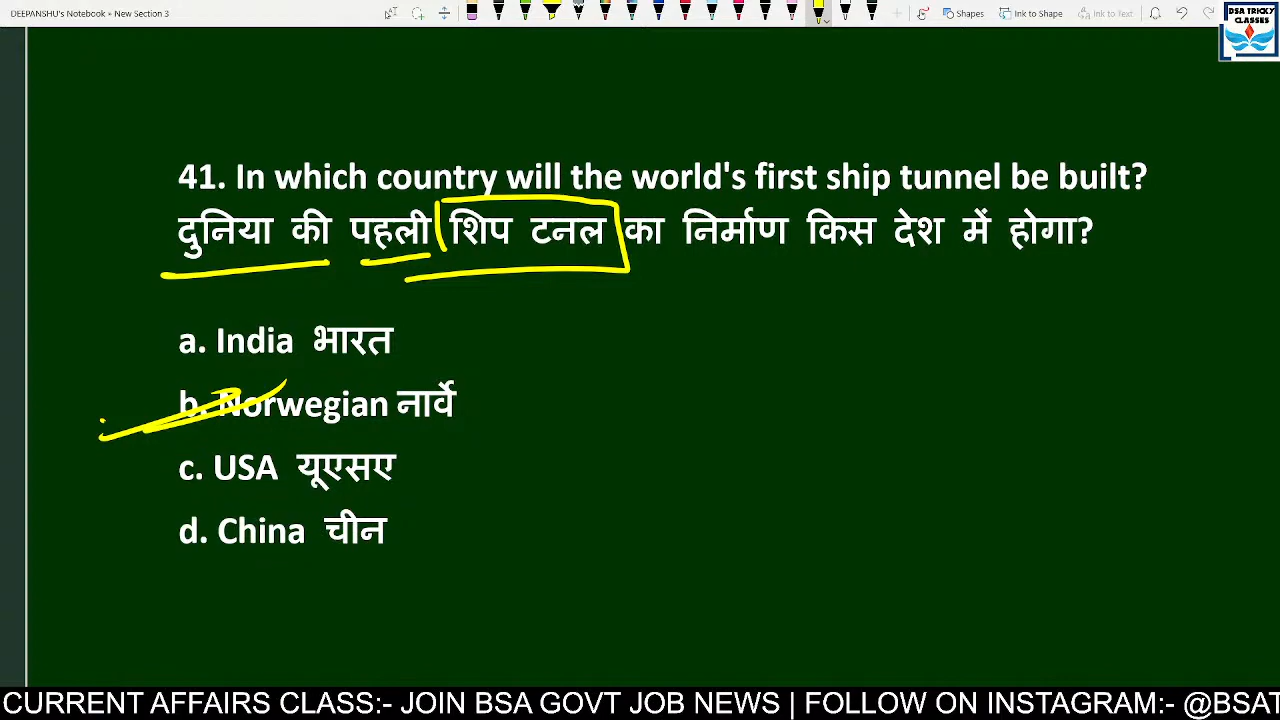 DEEPANSHU's Notebook » New Section 3
Shapes
Ink to Shape
Ink to Text
BSA TRICKY
CLASSES
41. In which country will the world's first ship tunnel be built?
दुनिया की पहली शिप टनल का निर्माण किस देश में होगा?
a. India भारत
b. Norwegian नार्वे
c. USA यूएसए
d. China चीन
CURRENT AFFAIRS CLASS:- JOIN BSA GOVT JOB NEWS | FOLLOW ON INSTAGRAM:- @BSAT